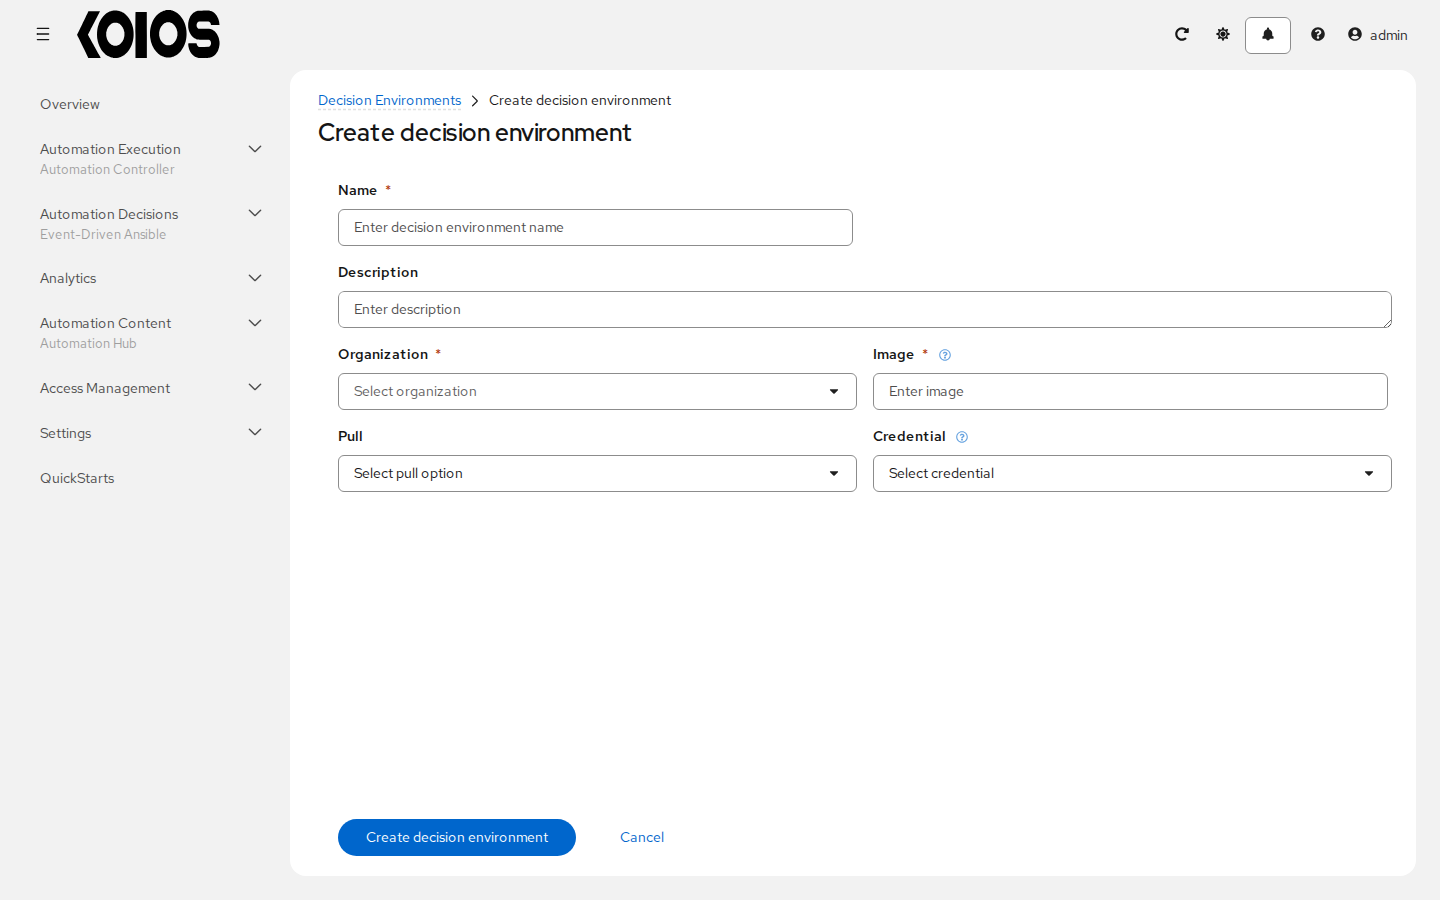 KOIOS
admin
Overview
Automation Execution
Automation Controller
Automation Decisions
Event-Driven Ansible
Analytics
Automation Content
Automation Hub
Access Management
Settings
QuickStarts
Decision Environments > Create decision environment
Create decision environment
Name *
Enter decision environment name
Description
Enter description
Organization *
Image *
Select organization
Enter image
Pull
Credential
Select pull option
Select credential
Create decision environment
Cancel